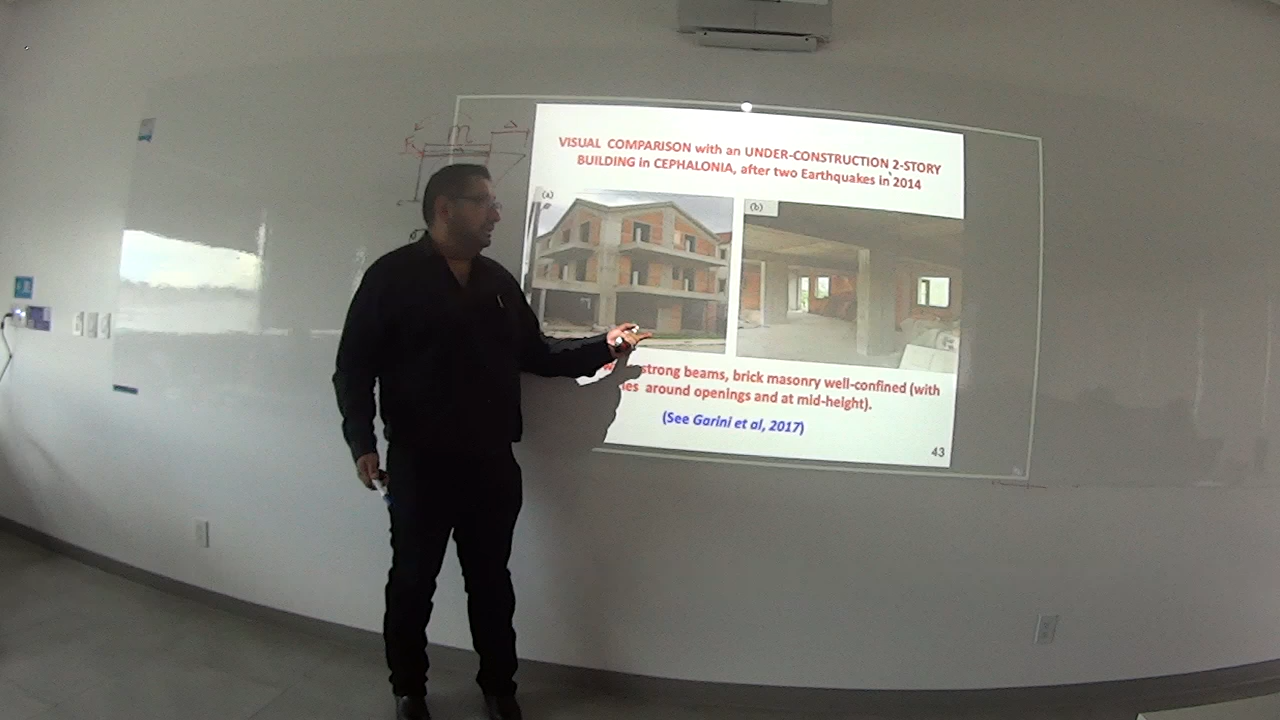 VISUAL COMPARISON with an UNDER-CONSTRUCTION 2-STORY
BUILDING in CEPHALONIA, after two Earthquakes in 2014
(a)
(b)
strong beams, brick masonry well-confined (with
around openings and at mid-height).
(See Garini et al, 2017)
43